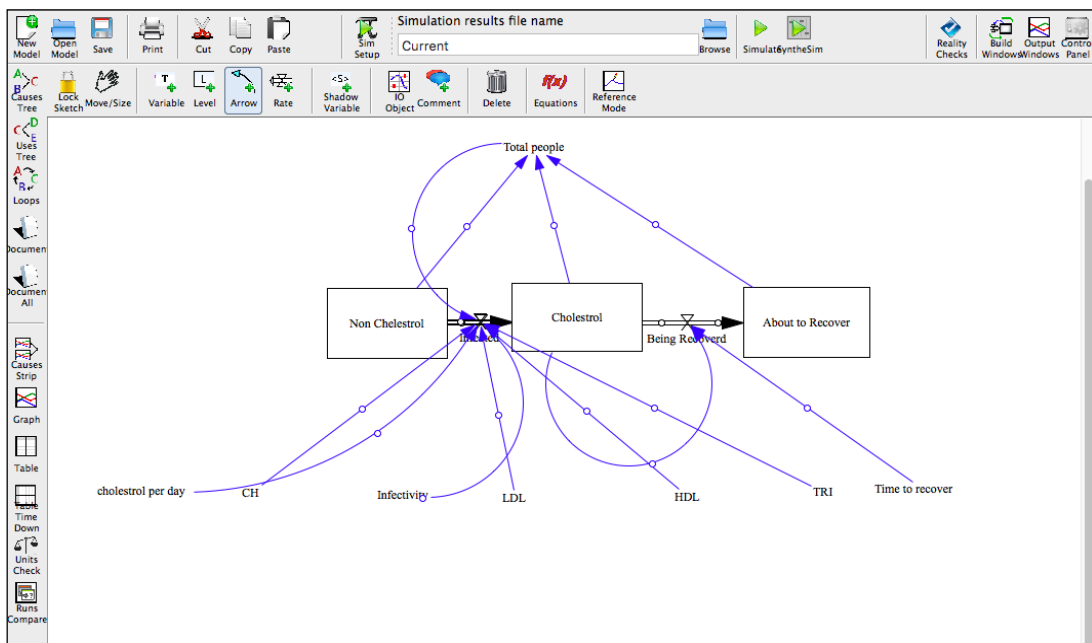 New
Model
Open
Model
Save
Print
Cut
Copy
Paste
Sim
Setup
Simulation results file name
Current
Browse
Simulate
SyntheSim
Reality
Checks
Build
Windows
Output
Windows
Control
Panel
Causes
Tree
Lock
Sketch
Move/Size
Variable
Level
Arrow
Rate
Shadow
Variable
IO
Object
Comment
Delete
Equations
Reference
Mode
Uses
Tree
Loops
Document
Document
All
Causes
Strip
Graph
Table
Table
Time
Down
Units
Check
Runs
Compare
Total people
Non Chelestrol
Cholestrol
About to Recover
Being Recoverd
cholestrol per day
CH
Infectivity
LDL
HDL
TRI
Time to recover